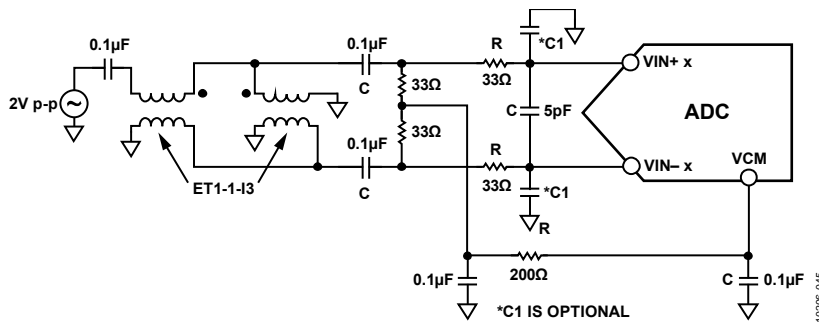 0.1µF
2V p-p
ET1-1-I3
0.1µF
C
33Ω
33Ω
0.1µF
C
R
33Ω
*C1
C
5pF
R
33Ω
*C1
R
VIN+ x
ADC
VIN– x
VCM
0.1µF
200Ω
C
0.1µF
*C1 IS OPTIONAL